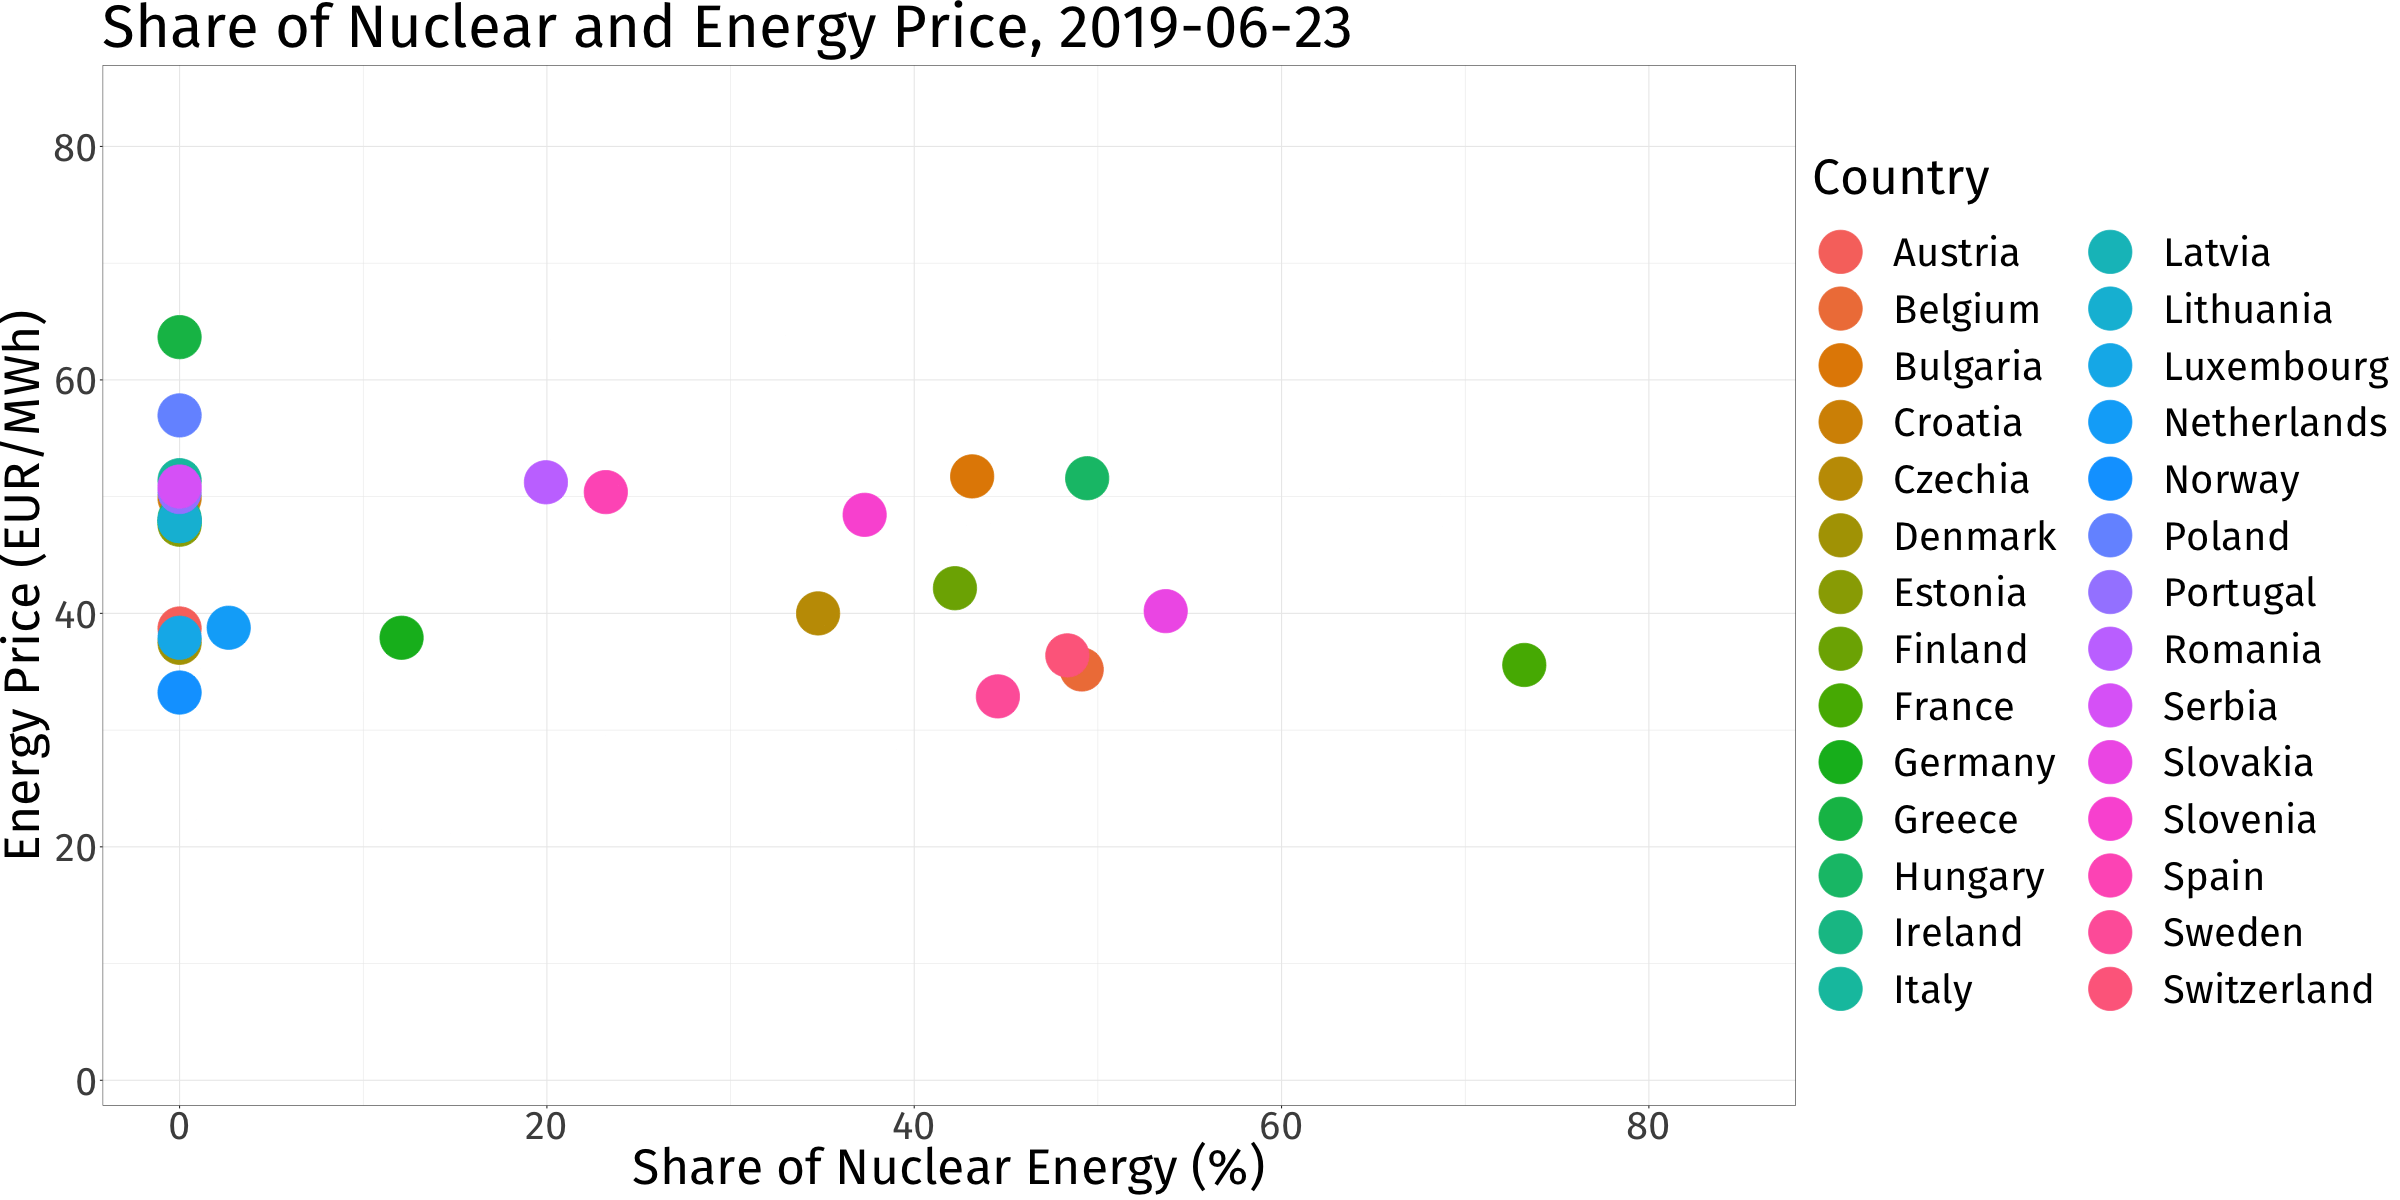 Share of Nuclear and Energy Price, 2019-06-23
Energy Price (EUR/MWh)
80
60
40
20
0
0 20 40 60 80
Share of Nuclear Energy (%)
Country
Austria
Belgium
Bulgaria
Croatia
Czechia
Denmark
Estonia
Finland
France
Germany
Greece
Hungary
Ireland
Italy
Latvia
Lithuania
Luxembourg
Netherlands
Norway
Poland
Portugal
Romania
Serbia
Slovakia
Slovenia
Spain
Sweden
Switzerland